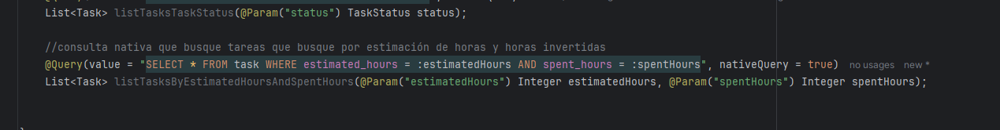 List<Task> listTasksTaskStatus(@Param("status") TaskStatus status);
//consulta nativa que busque tareas que busque por estimación de horas y horas invertidas
@Query(value = "SELECT * FROM task WHERE estimated_hours = :estimatedHours AND spent_hours = :spentHours", nativeQuery = true) no usages new *
List<Task> listTasksByEstimatedHoursAndSpentHours(@Param("estimatedHours") Integer estimatedHours, @Param("spentHours") Integer spentHours);